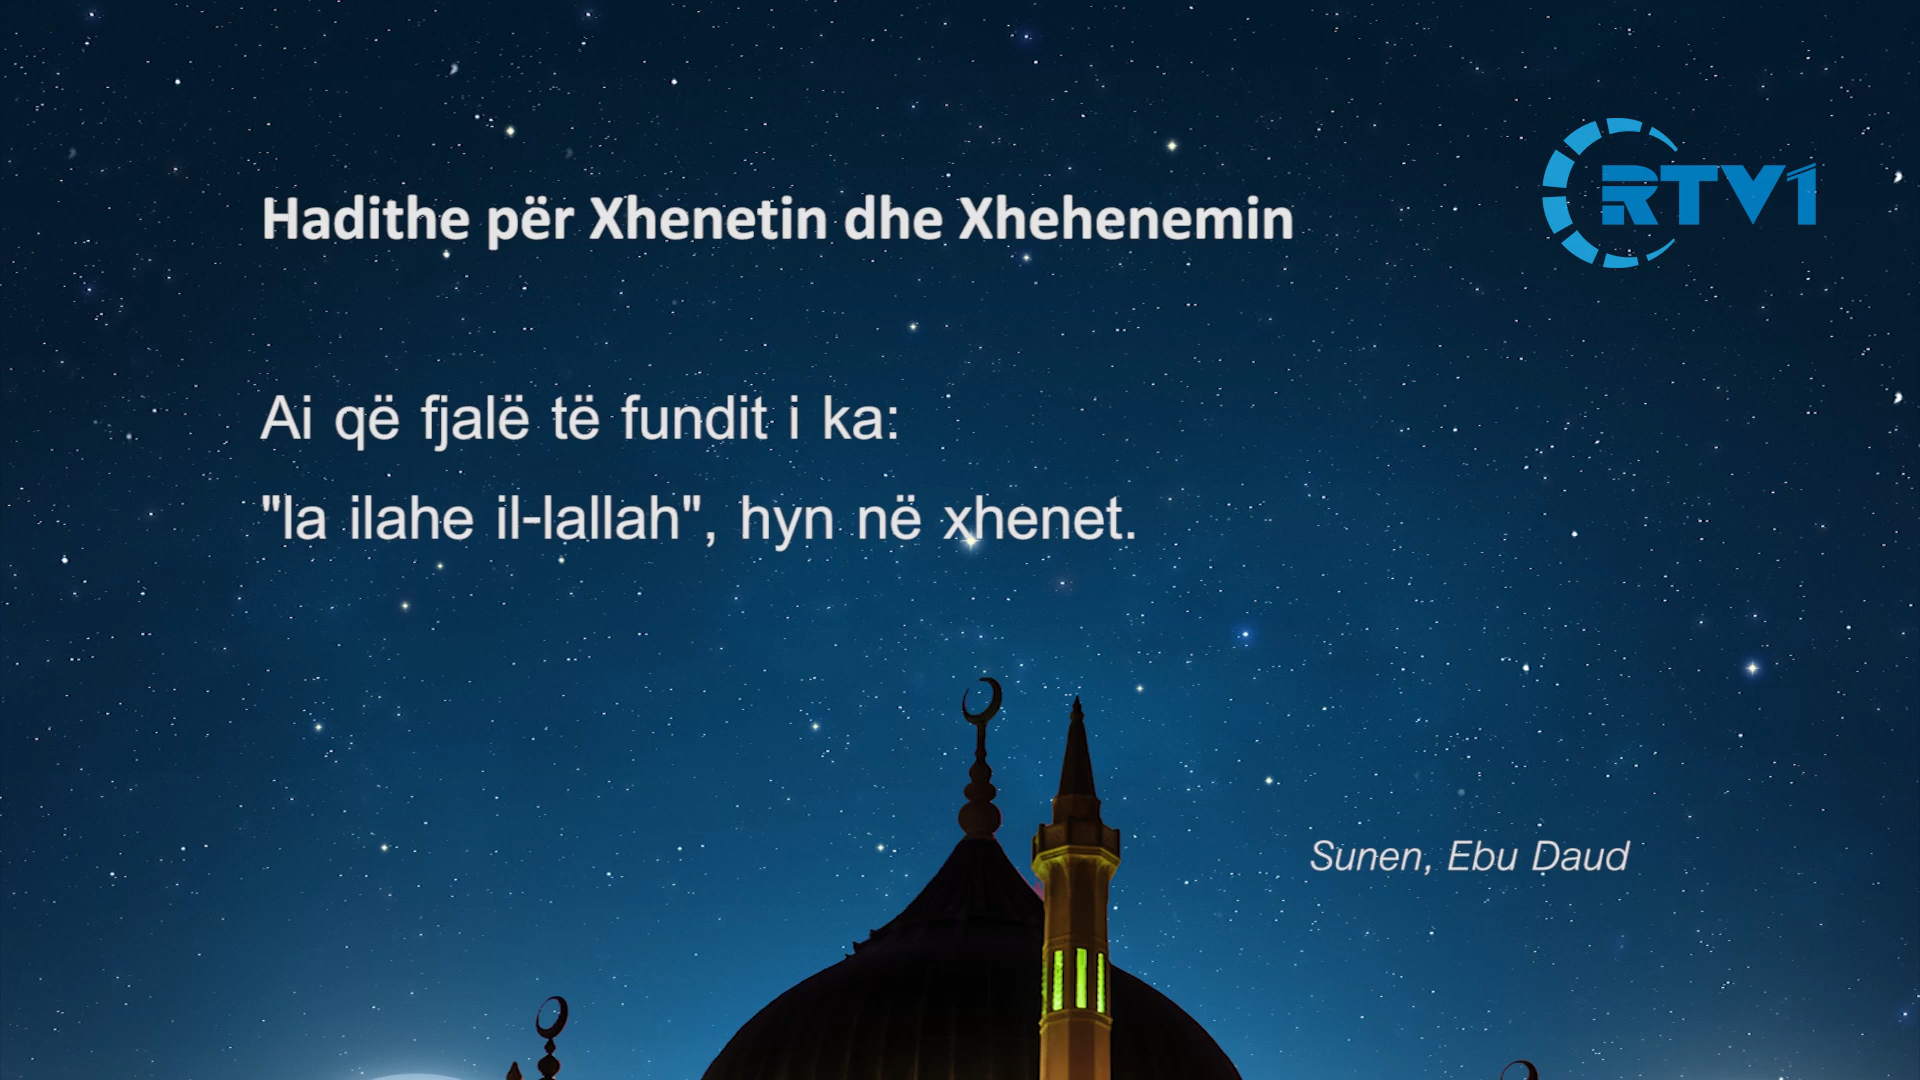 RTV1
Hadithe për Xhenetin dhe Xhehenemin
Ai që fjalë të fundit i ka:
"la ilahe il-lallah", hyn në xhenet.
Sunen, Ebu Daud